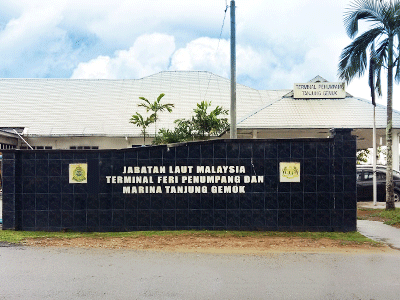 TERMINAL PENUMPANG
TANJUNG GEMOK
JABATAN LAUT MALAYSIA
TERMINAL FERI PENUMPANG DAN
MARINA TANJUNG GEMOK